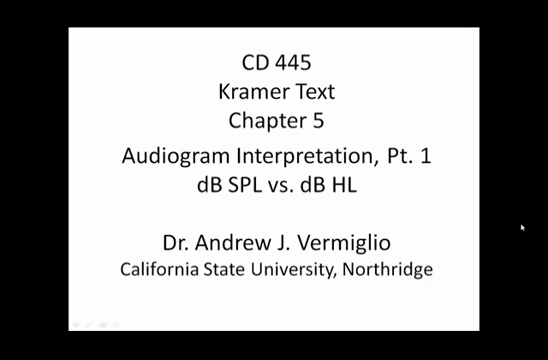 CD 445
Kramer Text
Chapter 5
Audiogram Interpretation, Pt. 1
dB SPL vs. dB HL
Dr. Andrew J. Vermiglio
California State University, Northridge